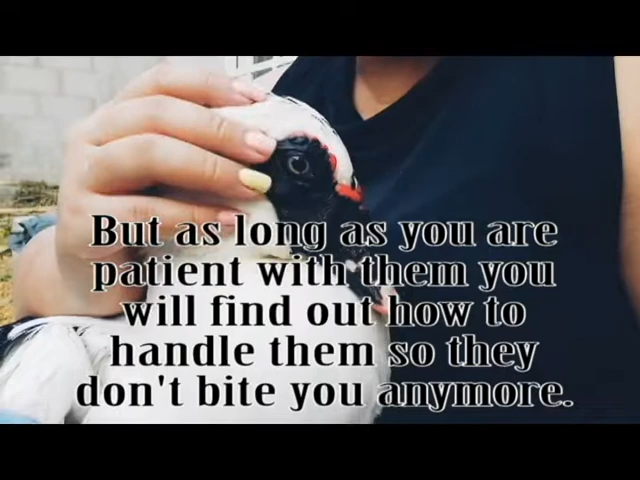 But as long as you are
patient with them you
will find out how to
handle them so they
don't bite you anymore.